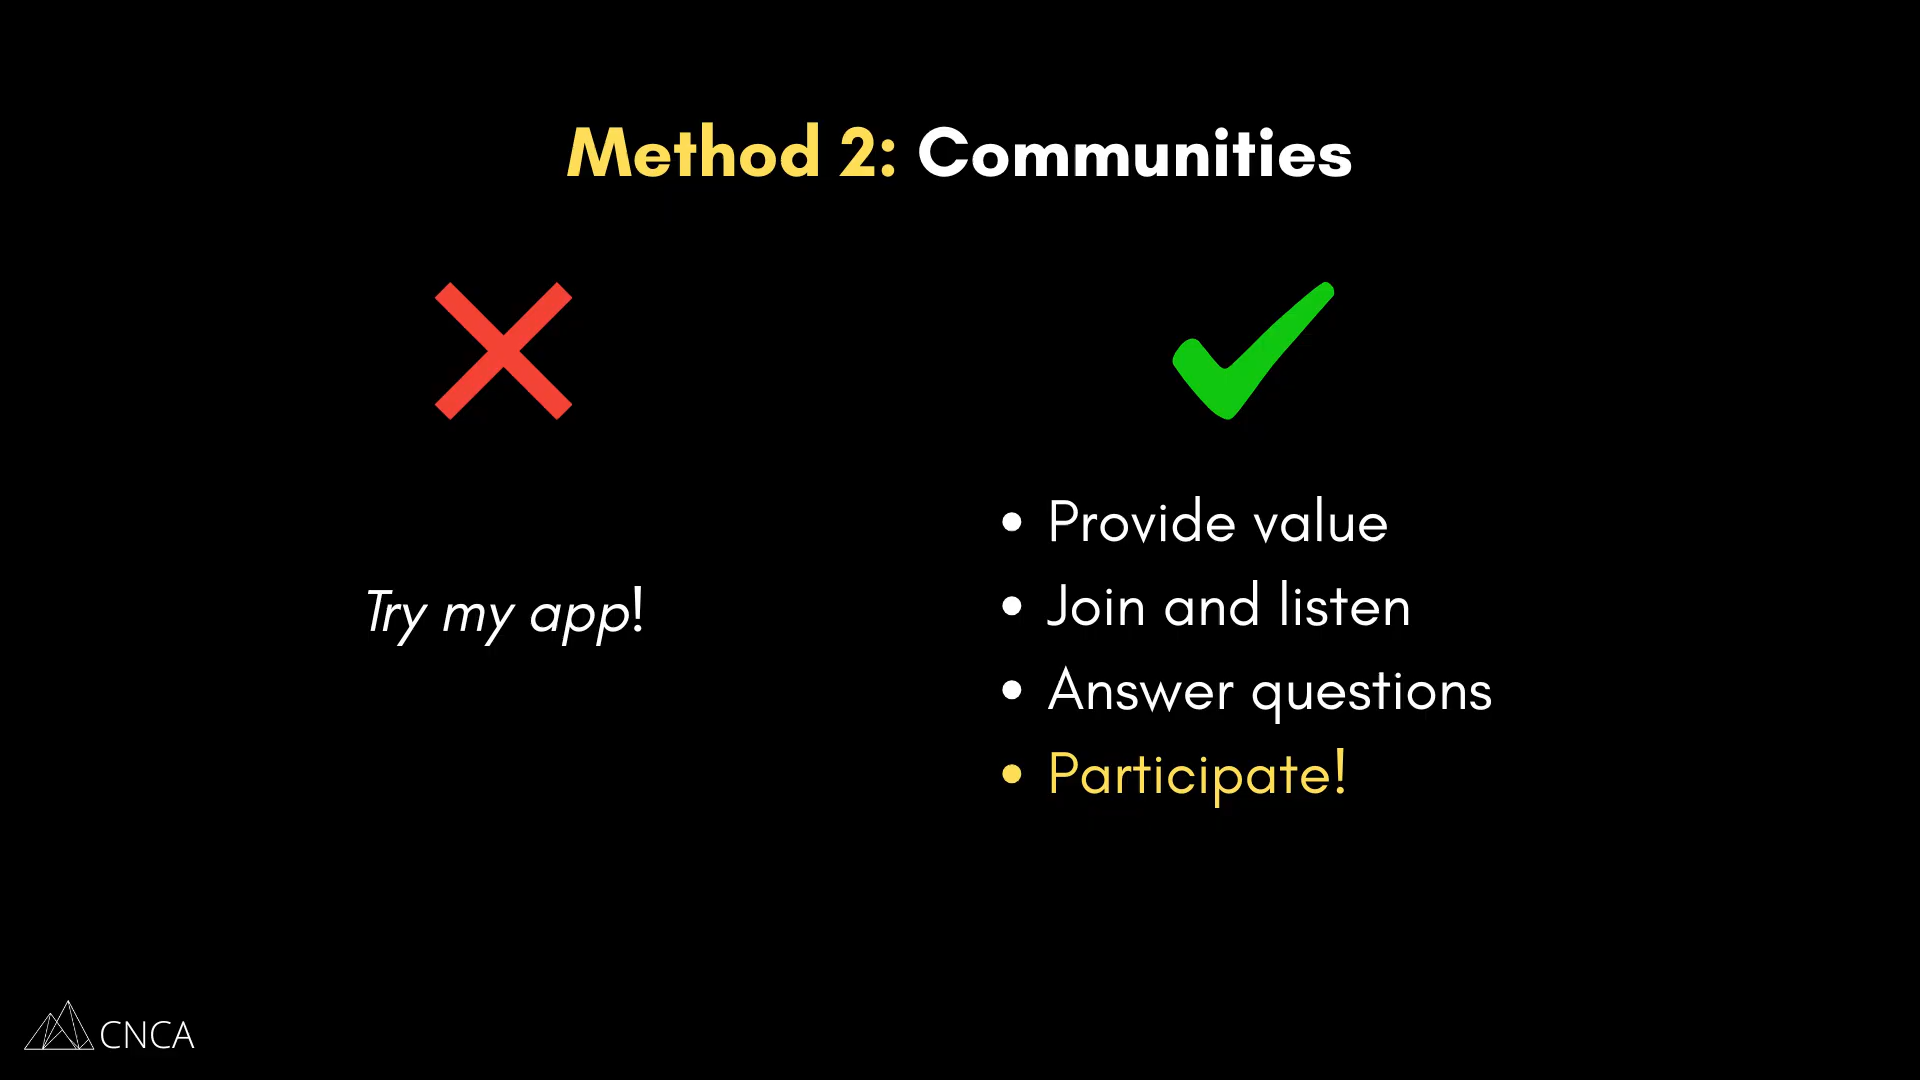 Method 2: Communities
Try my app!
Provide value
Join and listen
Answer questions
Participate!
CNCA